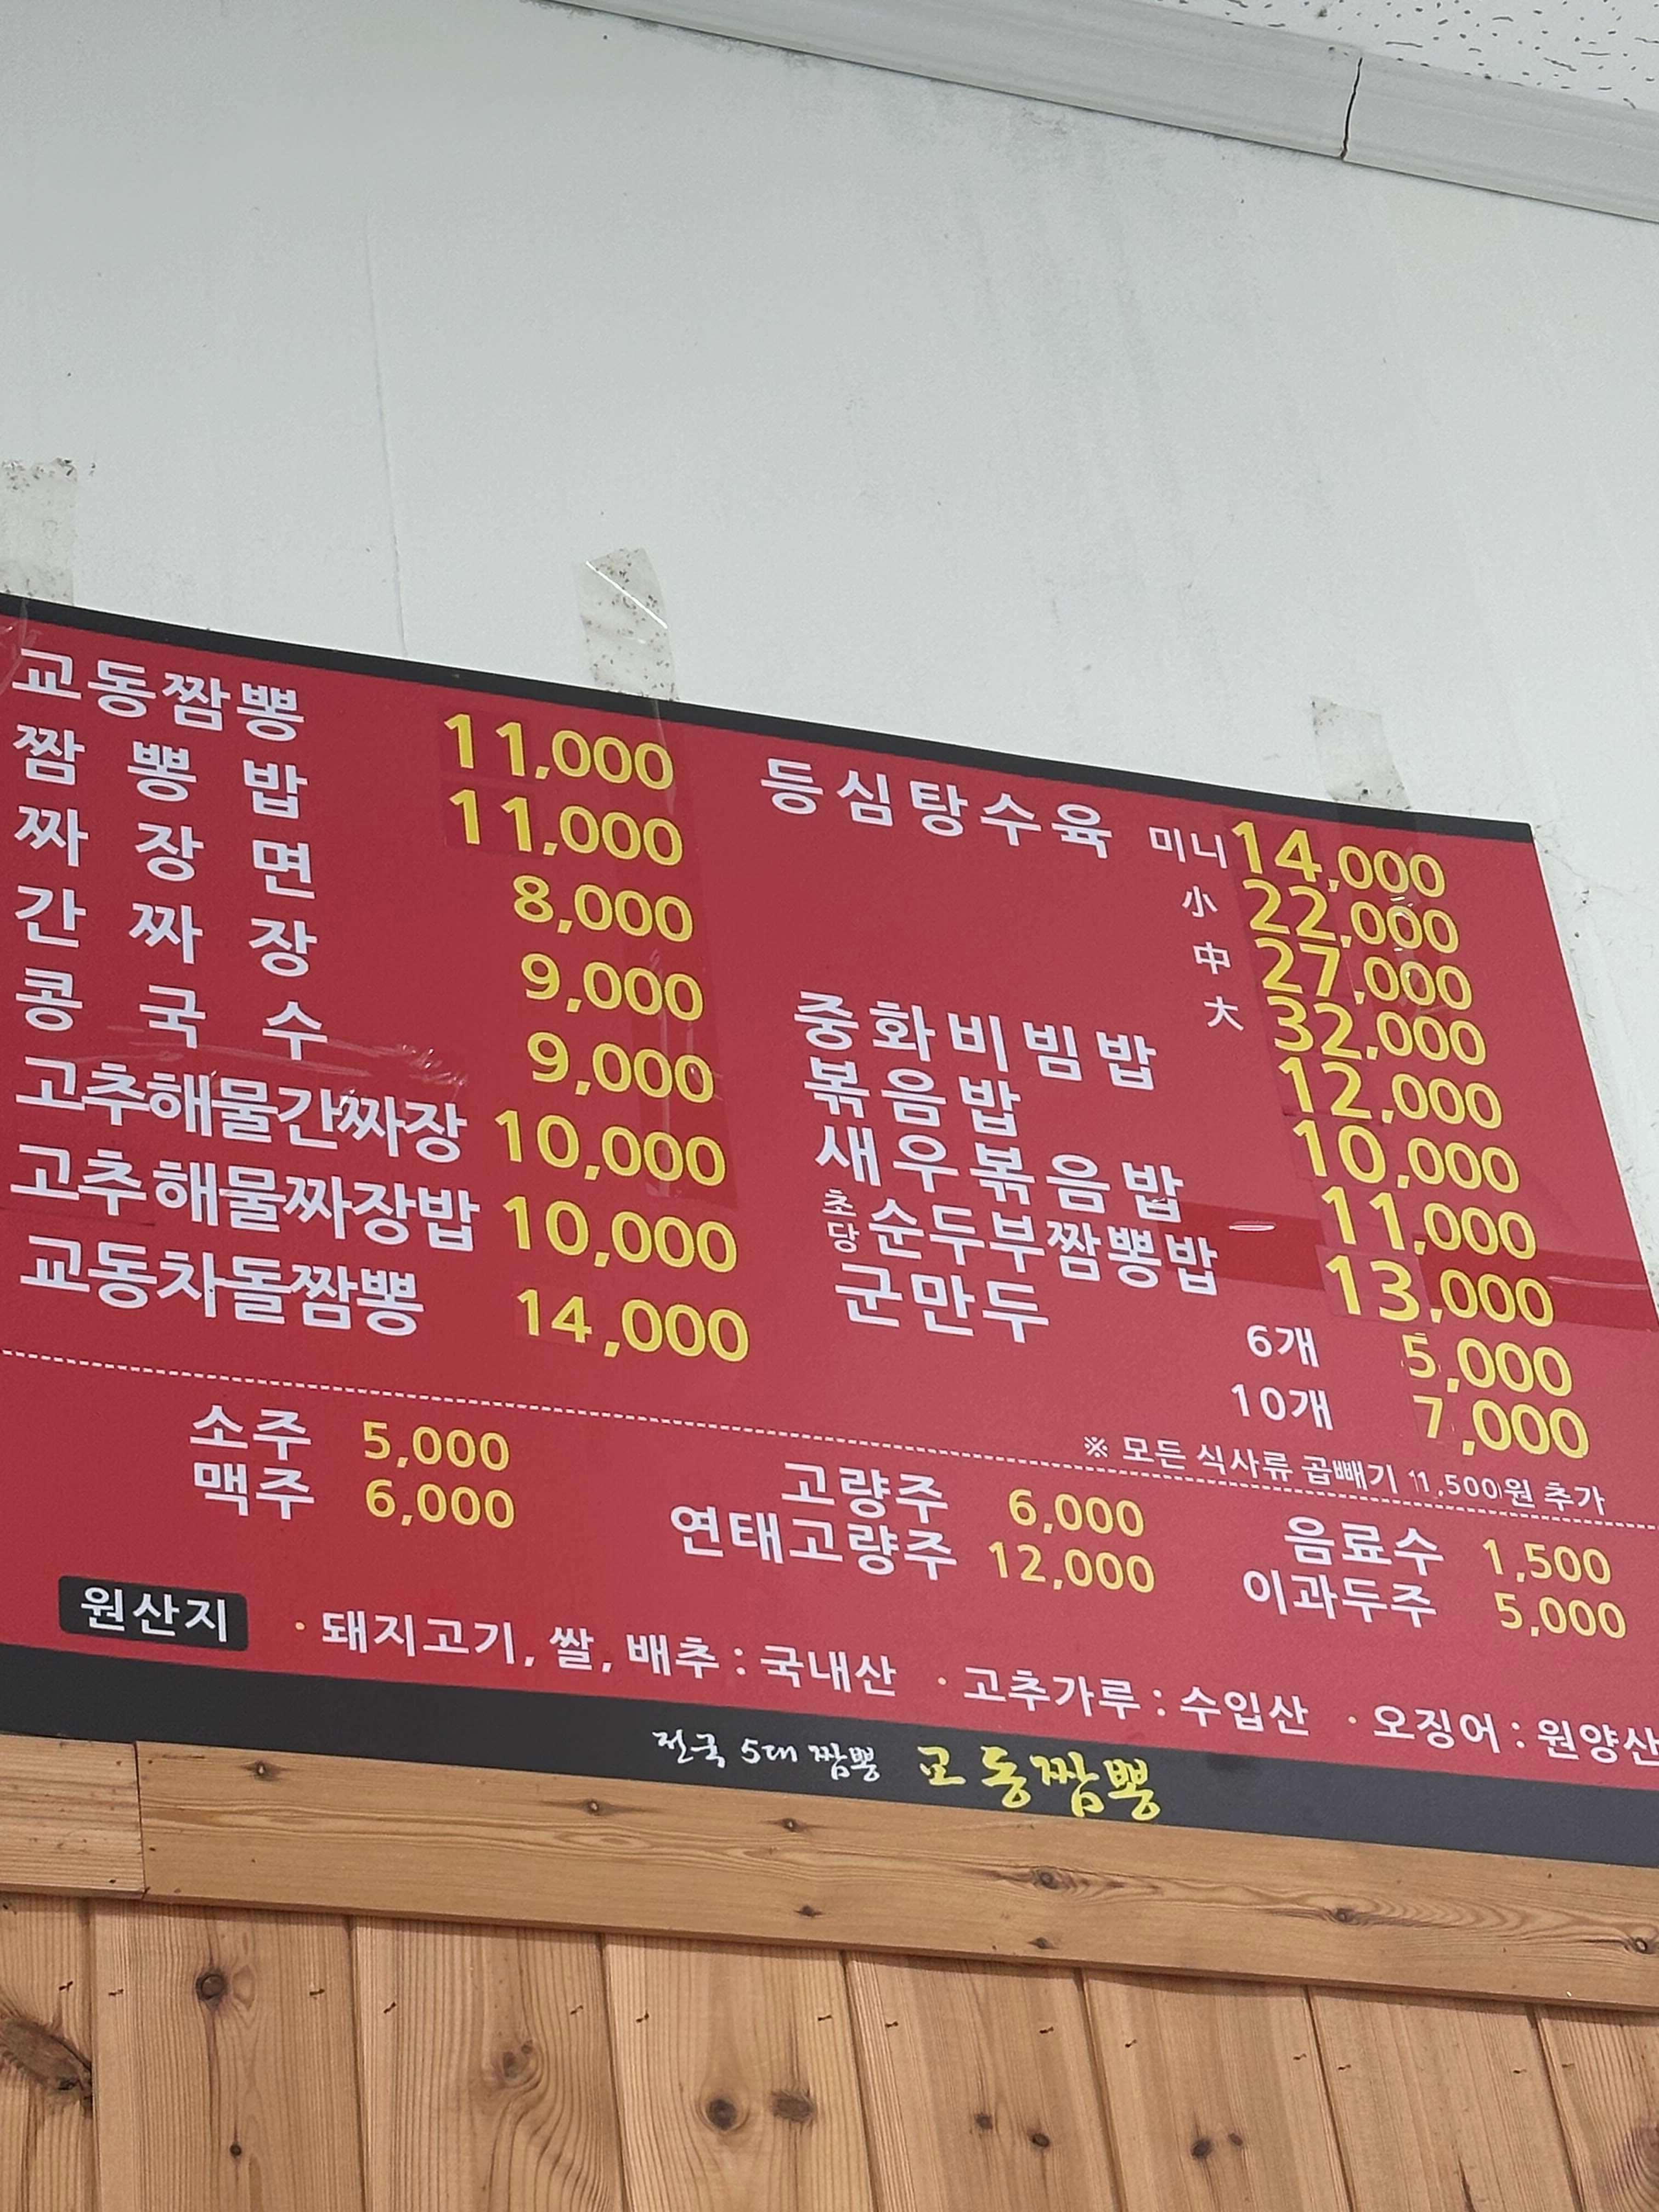 교동짬뽕 11,000
짬뽕밥 11,000
짜장면 8,000
간짜장 9,000
콩국수 9,000
고추해물간짜장 10,000
고추해물짜장밥 10,000
교동차돌짬뽕 14,000
등심탕수육 미니 14,000
小 22,000
中 27,000
大 32,000
중화비빔밥 12,000
볶음밥 10,000
새우볶음밥 11,000
초당 순두부짬뽕밥 13,000
군만두
6개 5,000
10개 7,000
※ 모든 식사류 곱빼기 1,500원 추가
소주 5,000
맥주 6,000
고량주 6,000
연태고량주 12,000
음료수 1,500
이과두주 5,000
원산지 · 돼지고기, 쌀, 배추 : 국내산 · 고추가루 : 수입산 · 오징어 : 원양산
전국 5대 짬뽕 교동짬뽕